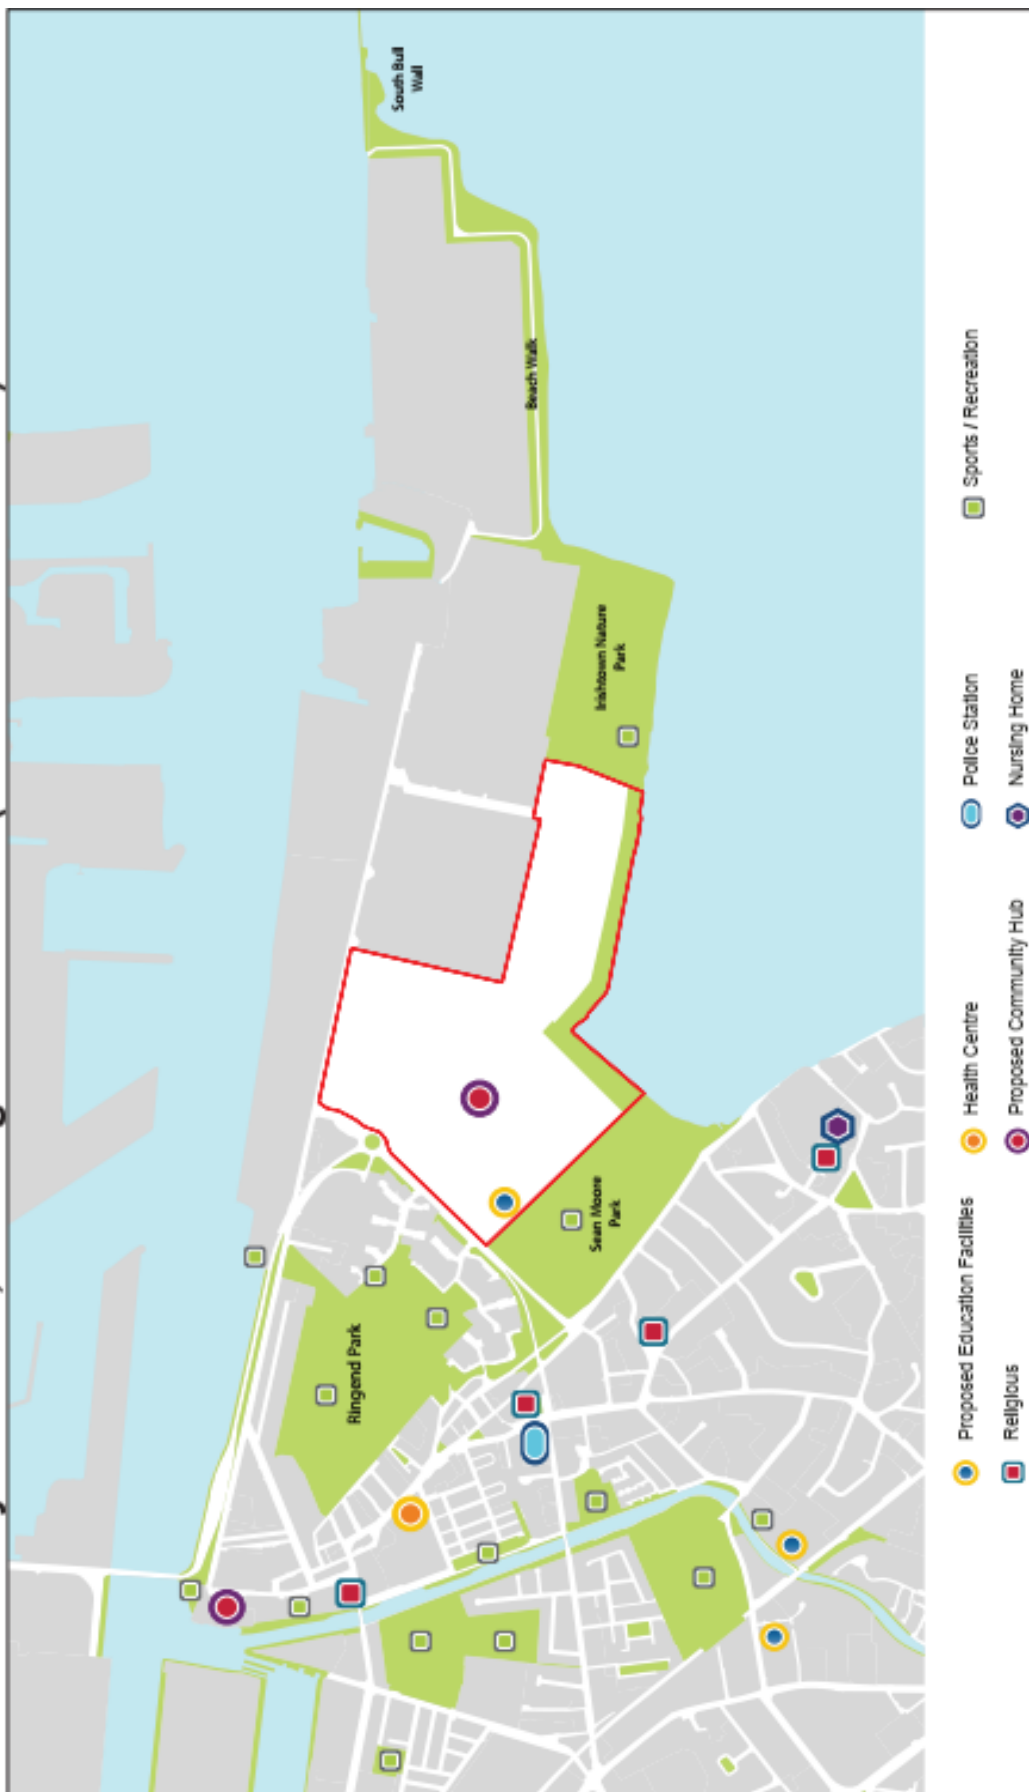 South Bull
Wall
Beach Walk
Irishtown Nature
Park
Sean Moore
Park
Ringend Park
Proposed Education Facilities
Health Centre
Police Station
Sports / Recreation
Religious
Proposed Community Hub
Nursing Home